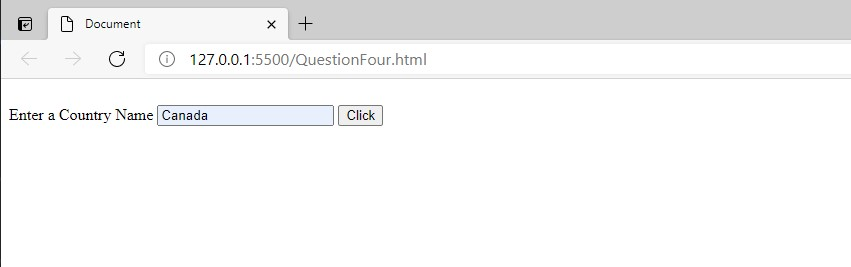 Document
127.0.0.1:5500/QuestionFour.html
Enter a Country Name Canada Click